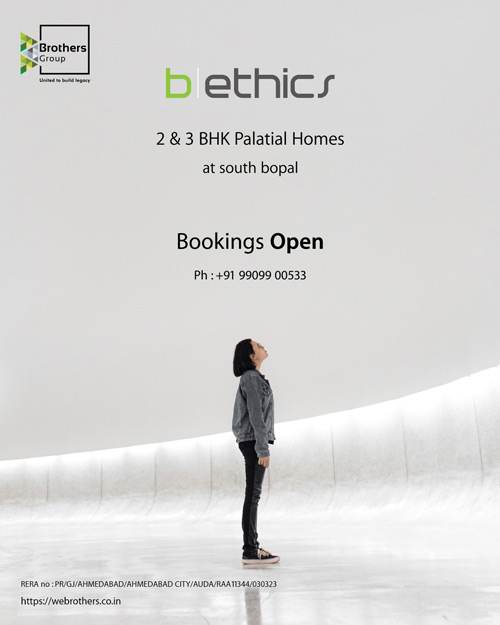 Brothers
Group
United to build legacy
b|ethics
2 & 3 BHK Palatial Homes
at south bopal
Bookings Open
Ph : +91 99099 00533
RERA no : PR/GJ/AHMEDABAD/AHMEDABAD CITY/AUDA/RAA11344/030323
https://webrothers.co.in